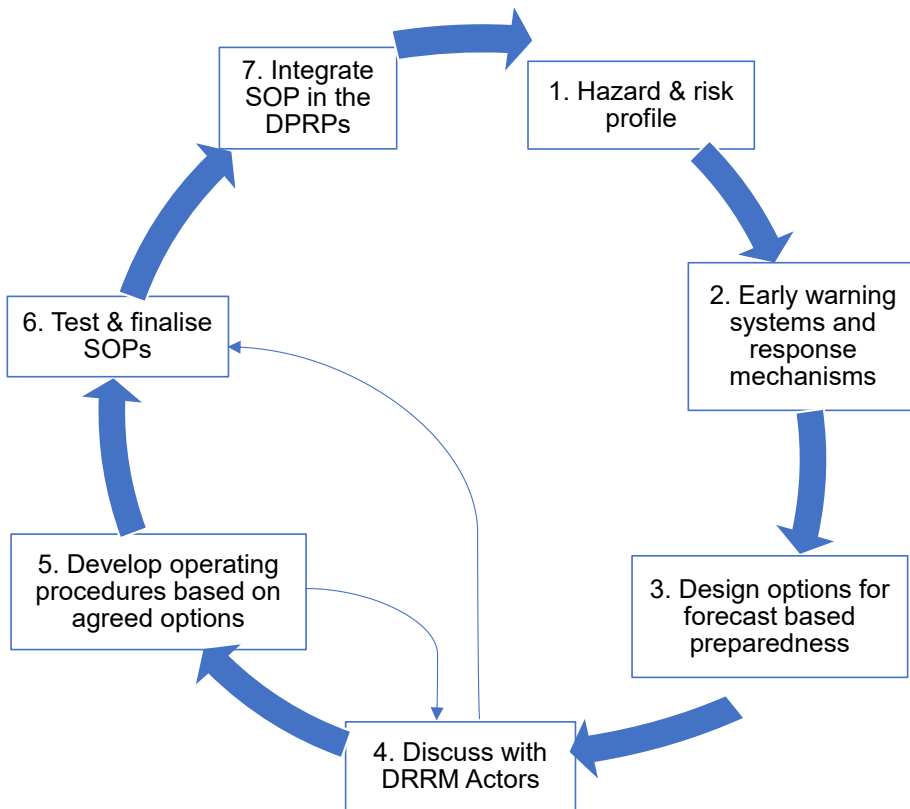 1. Hazard & risk
profile
2. Early warning
systems and
response
mechanisms
3. Design options for
forecast based
preparedness
4. Discuss with
DRRM Actors
5. Develop operating
procedures based on
agreed options
6. Test & finalise
SOPs
7. Integrate
SOP in the
DPRPs